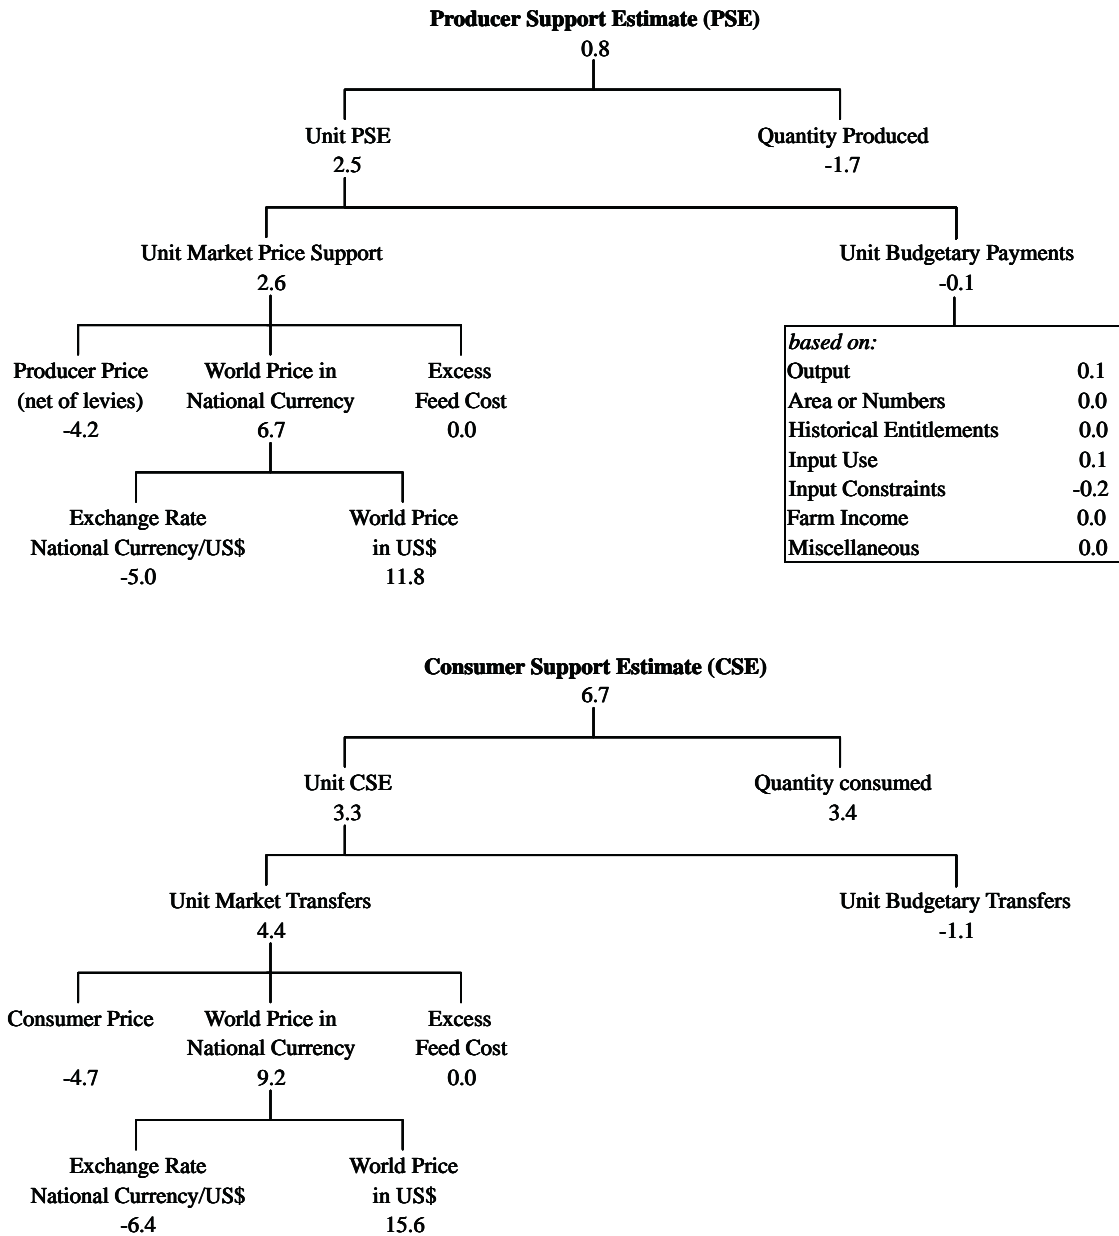 Producer Support Estimate (PSE)
0.8
Unit PSE
2.5
Quantity Produced
-1.7
Unit Market Price Support
2.6
Unit Budgetary Payments
-0.1
Producer Price
(net of levies)
-4.2
World Price in
National Currency
6.7
Excess
Feed Cost
0.0
based on:
Output 0.1
Area or Numbers 0.0
Historical Entitlements 0.0
Input Use 0.1
Input Constraints -0.2
Farm Income 0.0
Miscellaneous 0.0
Exchange Rate
National Currency/US$
-5.0
World Price
in US$
11.8
Consumer Support Estimate (CSE)
6.7
Unit CSE
3.3
Quantity consumed
3.4
Unit Market Transfers
4.4
Unit Budgetary Transfers
-1.1
Consumer Price
-4.7
World Price in
National Currency
9.2
Excess
Feed Cost
0.0
Exchange Rate
National Currency/US$
-6.4
World Price
in US$
15.6